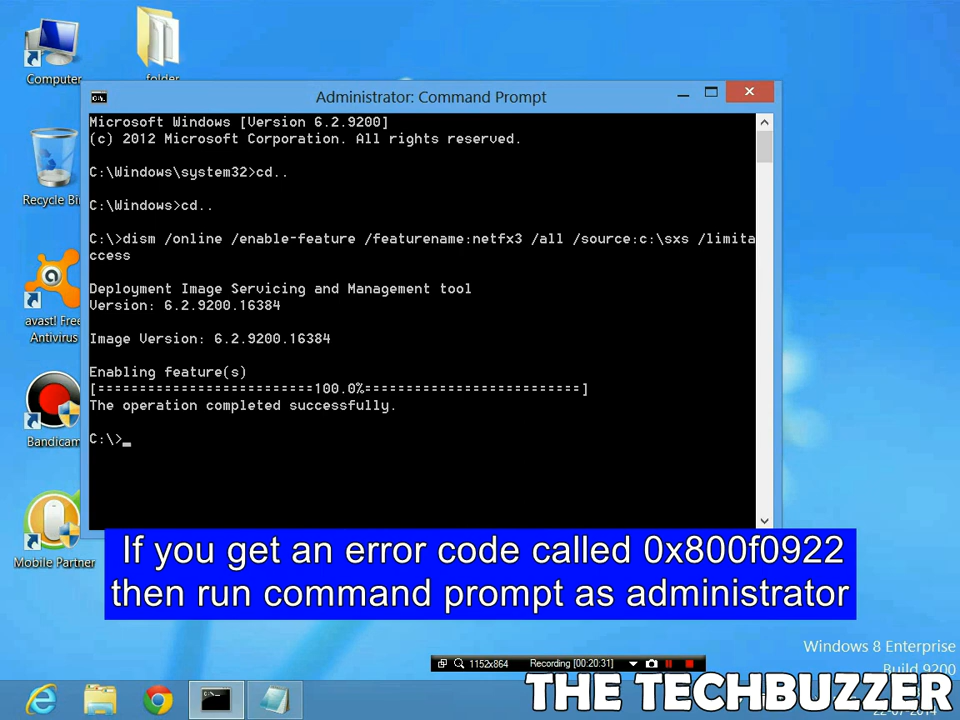 Computer
folder
Recycle Bin
avast! Free
Antivirus
Bandicam
Mobile Partner
Administrator: Command Prompt
Microsoft Windows [Version 6.2.9200]
(c) 2012 Microsoft Corporation. All rights reserved.
C:\Windows\system32>cd..
C:\Windows>cd..
C:\>dism /online /enable-feature /featurename:netfx3 /all /source:c:\sxs /limita
ccess
Deployment Image Servicing and Management tool
Version: 6.2.9200.16384
Image Version: 6.2.9200.16384
Enabling feature(s)
[==========================100.0%==========================]
The operation completed successfully.
C:\>_
If you get an error code called 0x800f0922
then run command prompt as administrator
Windows 8 Enterprise
Build 9200
1152x864 Recording [00:20:31]
THE TECHBUZZER